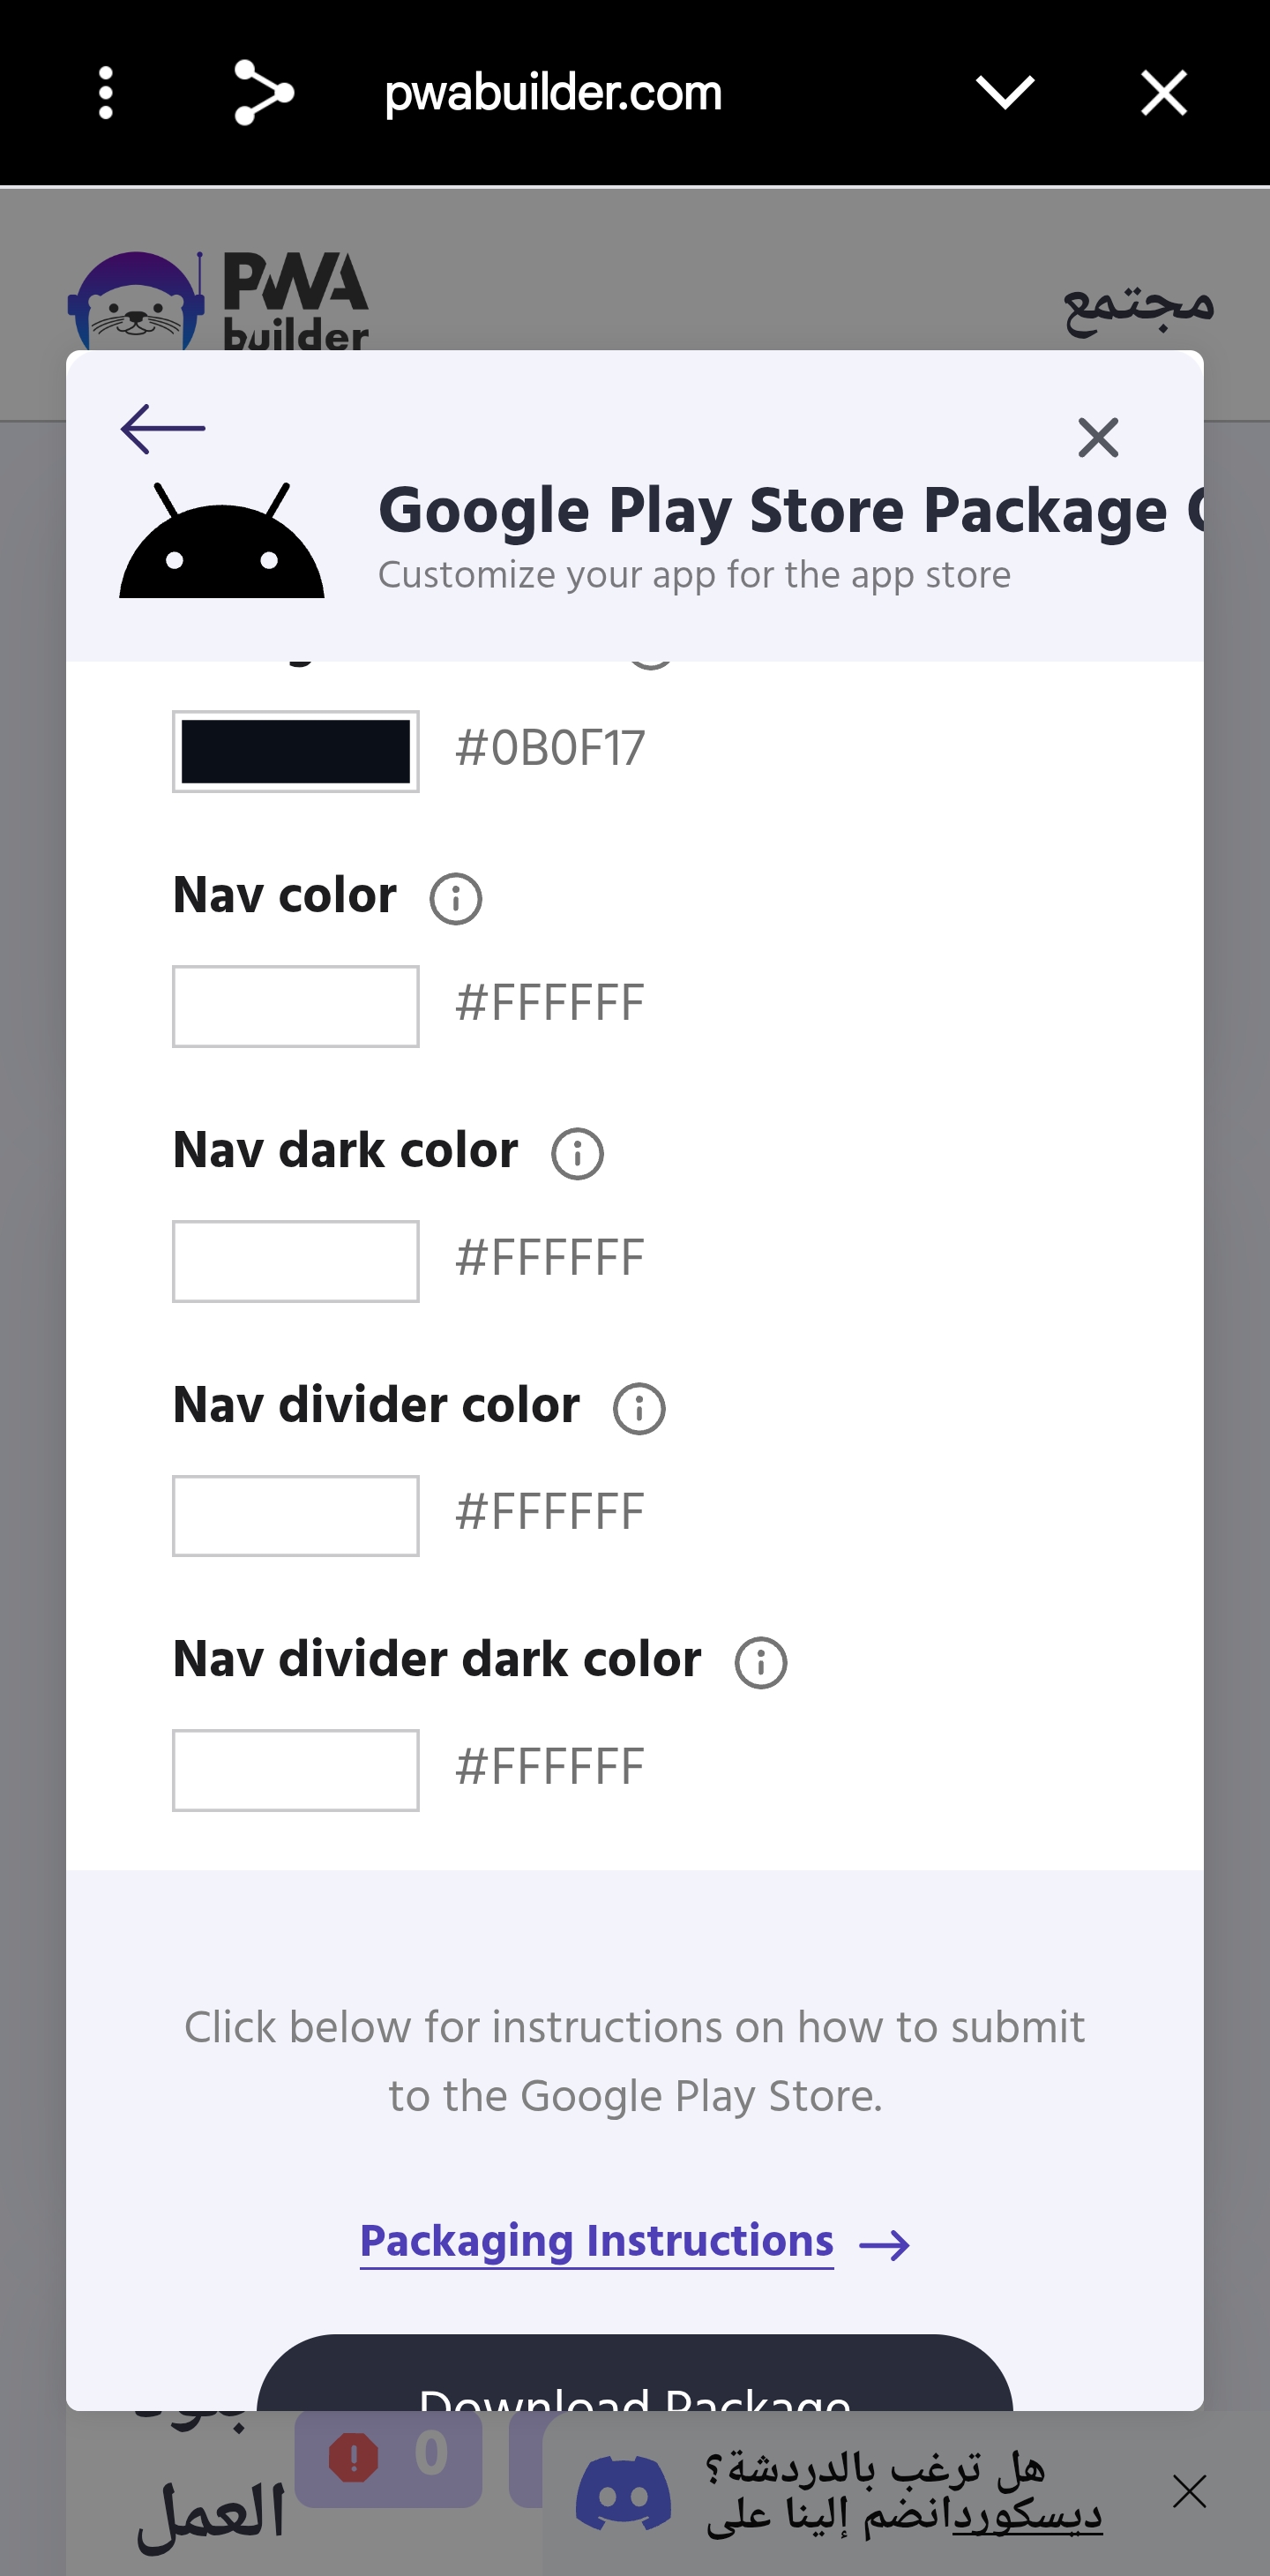 pwabuilder.com
PWA
builder
مجتمع
Google Play Store Package
Customize your app for the app store
#0B0F17
Nav color
#FFFFFF
Nav dark color
#FFFFFF
Nav divider color
#FFFFFF
Nav divider dark color
#FFFFFF
Click below for instructions on how to submit
to the Google Play Store.
Packaging Instructions
Download Package
0
العمل
هل ترغب بالدردشة؟
ديسكوردانضم إلينا على